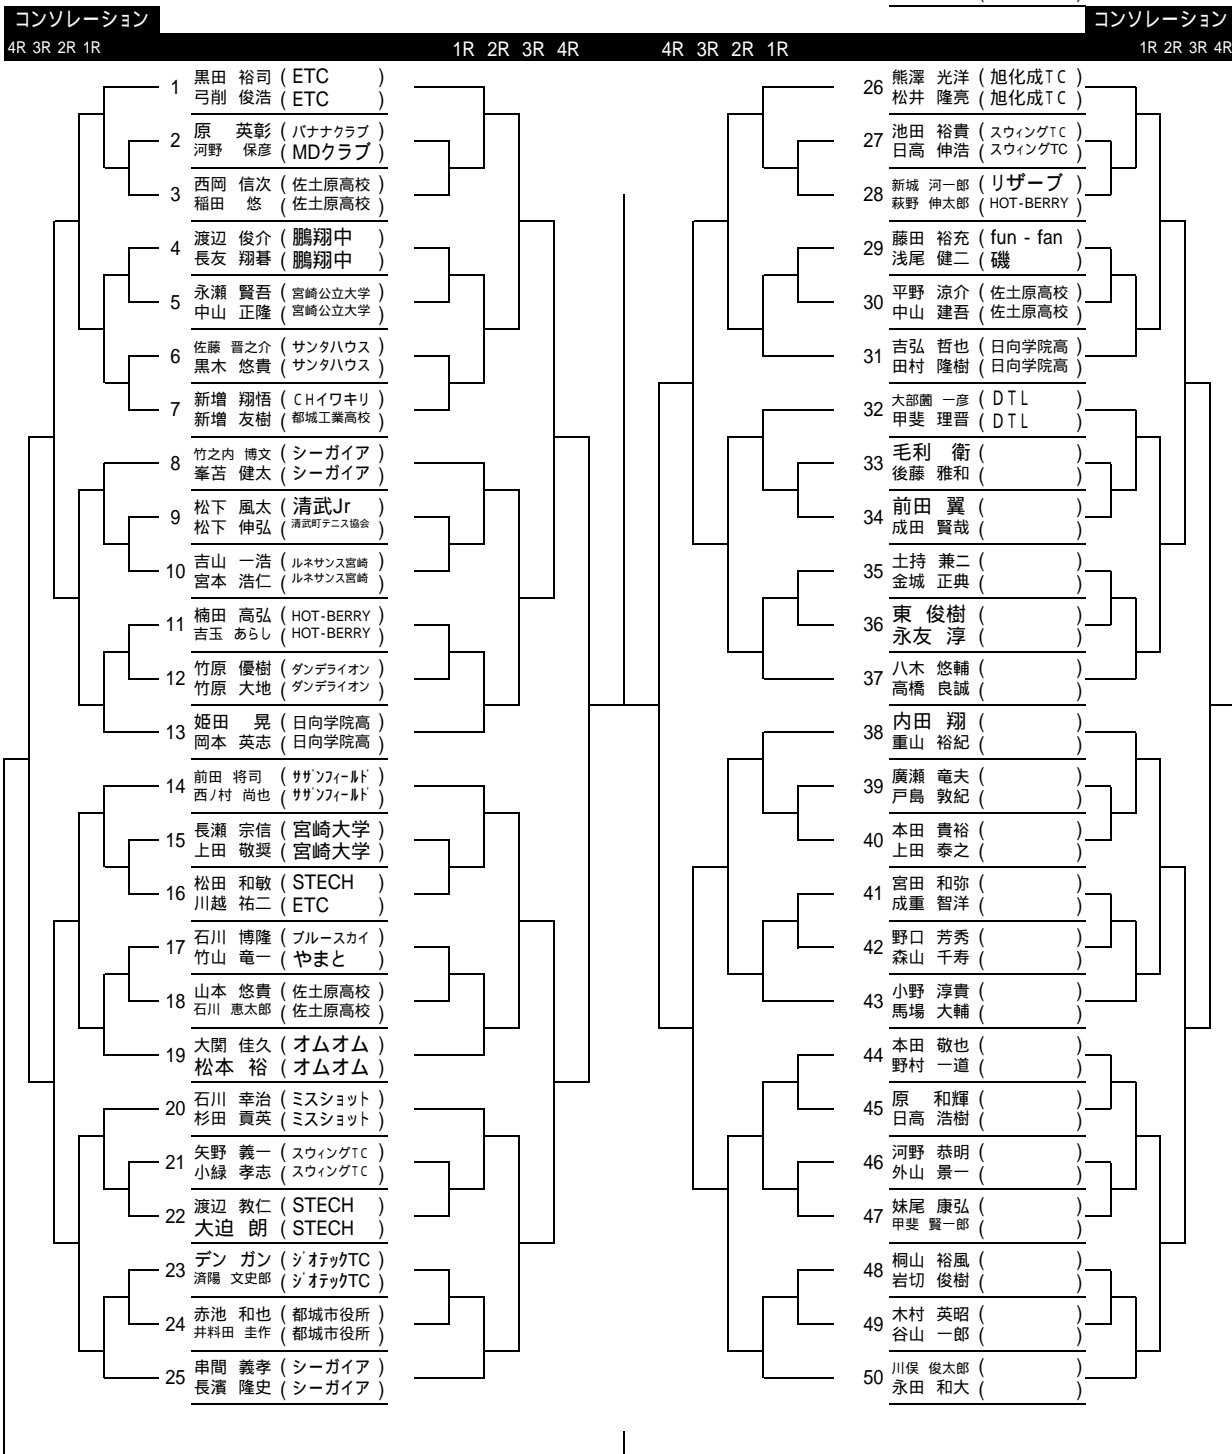 コンソレーション
コンソレーション
4R 3R 2R 1R
1R 2R 3R 4R
4R 3R 2R 1R
1R 2R 3R 4R
1 黒田 裕司 ( ETC )
弓削 俊浩 ( ETC )
2 原 英彰 ( バナナクラブ )
河野 保彦 ( MDクラブ )
3 西岡 信次 ( 佐土原高校 )
稲田 悠 ( 佐土原高校 )
4 渡辺 俊介 ( 鵬翔中 )
長友 翔碁 ( 鵬翔中 )
5 永瀬 賢吾 ( 宮崎公立大学 )
中山 正隆 ( 宮崎公立大学 )
6 佐藤 晋之介 ( サンタハウス )
黒木 悠貴 ( サンタハウス )
7 新増 翔悟 ( CHイワキリ )
新増 友樹 ( 都城工業高校 )
8 竹之内 博文 ( シーガイア )
峯苫 健太 ( シーガイア )
9 松下 風太 ( 清武Jr )
松下 伸弘 ( 清武町テニス協会 )
10 吉山 一浩 ( ルネサンス宮崎 )
宮本 浩仁 ( ルネサンス宮崎 )
11 楠田 高弘 ( HOT-BERRY )
吉玉 あらし ( HOT-BERRY )
12 竹原 優樹 ( ダンデライオン )
竹原 大地 ( ダンデライオン )
13 姫田 晃 ( 日向学院高 )
岡本 英志 ( 日向学院高 )
14 前田 将司 ( サザンフィールド )
西ノ村 尚也 ( サザンフィールド )
15 長瀬 宗信 ( 宮崎大学 )
上田 敬奨 ( 宮崎大学 )
16 松田 和敏 ( STECH )
川越 祐二 ( ETC )
17 石川 博隆 ( ブルースカイ )
竹山 竜一 ( やまと )
18 山本 悠貴 ( 佐土原高校 )
石川 恵太郎 ( 佐土原高校 )
19 大関 佳久 ( オムオム )
松本 裕 ( オムオム )
20 石川 幸治 ( ミスショット )
杉田 貢英 ( ミスショット )
21 矢野 義一 ( スウィングTC )
小緑 孝志 ( スウィングTC )
22 渡辺 教仁 ( STECH )
大迫 朗 ( STECH )
23 デン ガン ( ジオテックTC )
済陽 文史郎 ( ジオテックTC )
24 赤池 和也 ( 都城市役所 )
井料田 圭作 ( 都城市役所 )
25 串間 義孝 ( シーガイア )
長濱 隆史 ( シーガイア )
26 熊澤 光洋 ( 旭化成TC )
松井 隆亮 ( 旭化成TC )
27 池田 裕貴 ( スウィングTC )
日高 伸浩 ( スウィングTC )
28 新城 河一郎 ( リザーブ )
萩野 伸太郎 ( HOT-BERRY )
29 藤田 裕充 ( fun - fan )
浅尾 健二 ( 磯 )
30 平野 涼介 ( 佐土原高校 )
中山 建吾 ( 佐土原高校 )
31 吉弘 哲也 ( 日向学院高 )
田村 隆樹 ( 日向学院高 )
32 大部薗 一彦 ( DTL )
甲斐 理晋 ( DTL )
33 毛利 衛 ( )
後藤 雅和 ( )
34 前田 翼 ( )
成田 賢哉 ( )
35 土持 兼二 ( )
金城 正典 ( )
36 東 俊樹 ( )
永友 淳 ( )
37 八木 悠輔 ( )
高橋 良誠 ( )
38 内田 翔 ( )
重山 裕紀 ( )
39 廣瀬 竜夫 ( )
戸島 敦紀 ( )
40 本田 貴裕 ( )
上田 泰之 ( )
41 宮田 和弥 ( )
成重 智洋 ( )
42 野口 芳秀 ( )
森山 千寿 ( )
43 小野 淳貴 ( )
馬場 大輔 ( )
44 本田 敬也 ( )
野村 一道 ( )
45 原 和輝 ( )
日高 浩樹 ( )
46 河野 恭明 ( )
外山 景一 ( )
47 妹尾 康弘 ( )
甲斐 賢一郎 ( )
48 桐山 裕風 ( )
岩切 俊樹 ( )
49 木村 英昭 ( )
谷山 一郎 ( )
50 川俣 俊太郎 ( )
永田 和大 ( )